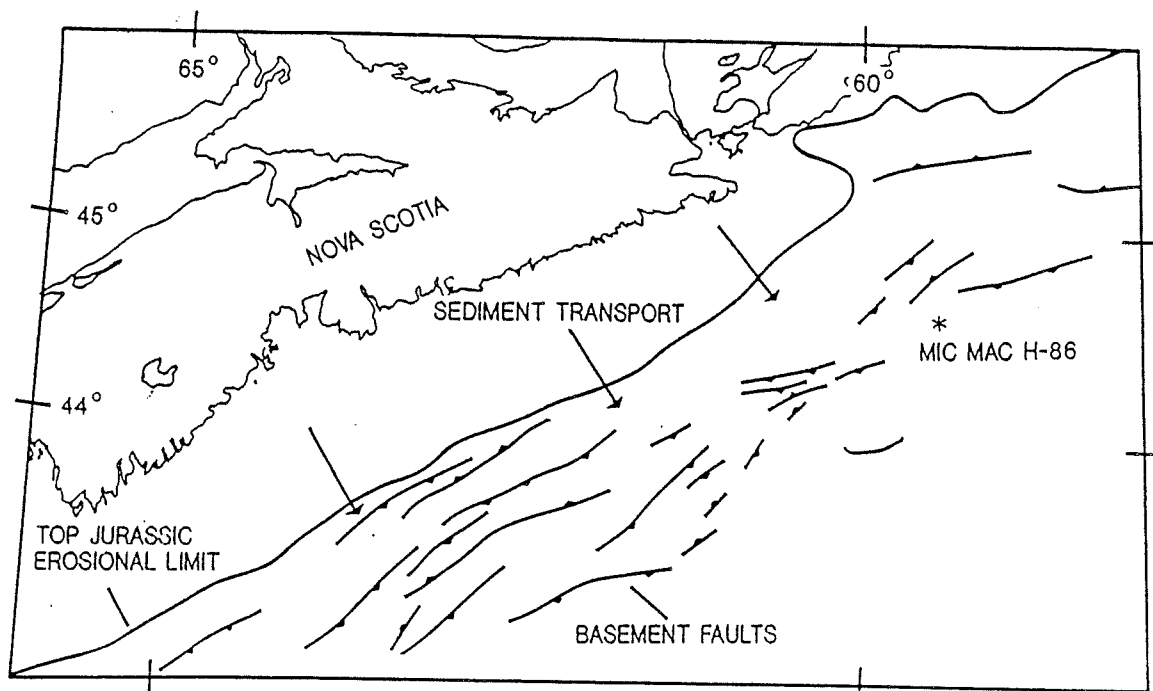 65°
60°
45°
NOVA SCOTIA
SEDIMENT TRANSPORT
*
MIC MAC H-86
44°
TOP JURASSIC
EROSIONAL LIMIT
BASEMENT FAULTS